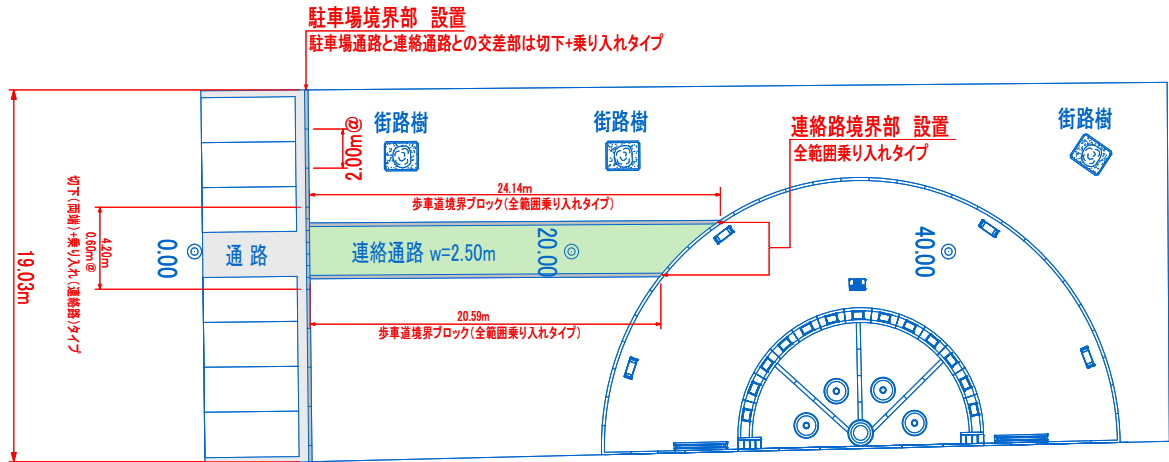 駐車場境界部 設置
駐車場通路と連絡通路との交差部は切下+乗り入れタイプ
街路樹
街路樹
街路樹
2.00m@
連絡路境界部 設置
全範囲乗り入れタイプ
24.14m
歩車道境界ブロック(全範囲乗り入れタイプ)
19.03m
切下(両端)+乗り入れ(連絡路)タイプ
0.60m@
4.20m
0.00
通 路
連絡通路 w=2.50m
20.00
40.00
20.59m
歩車道境界ブロック(全範囲乗り入れタイプ)